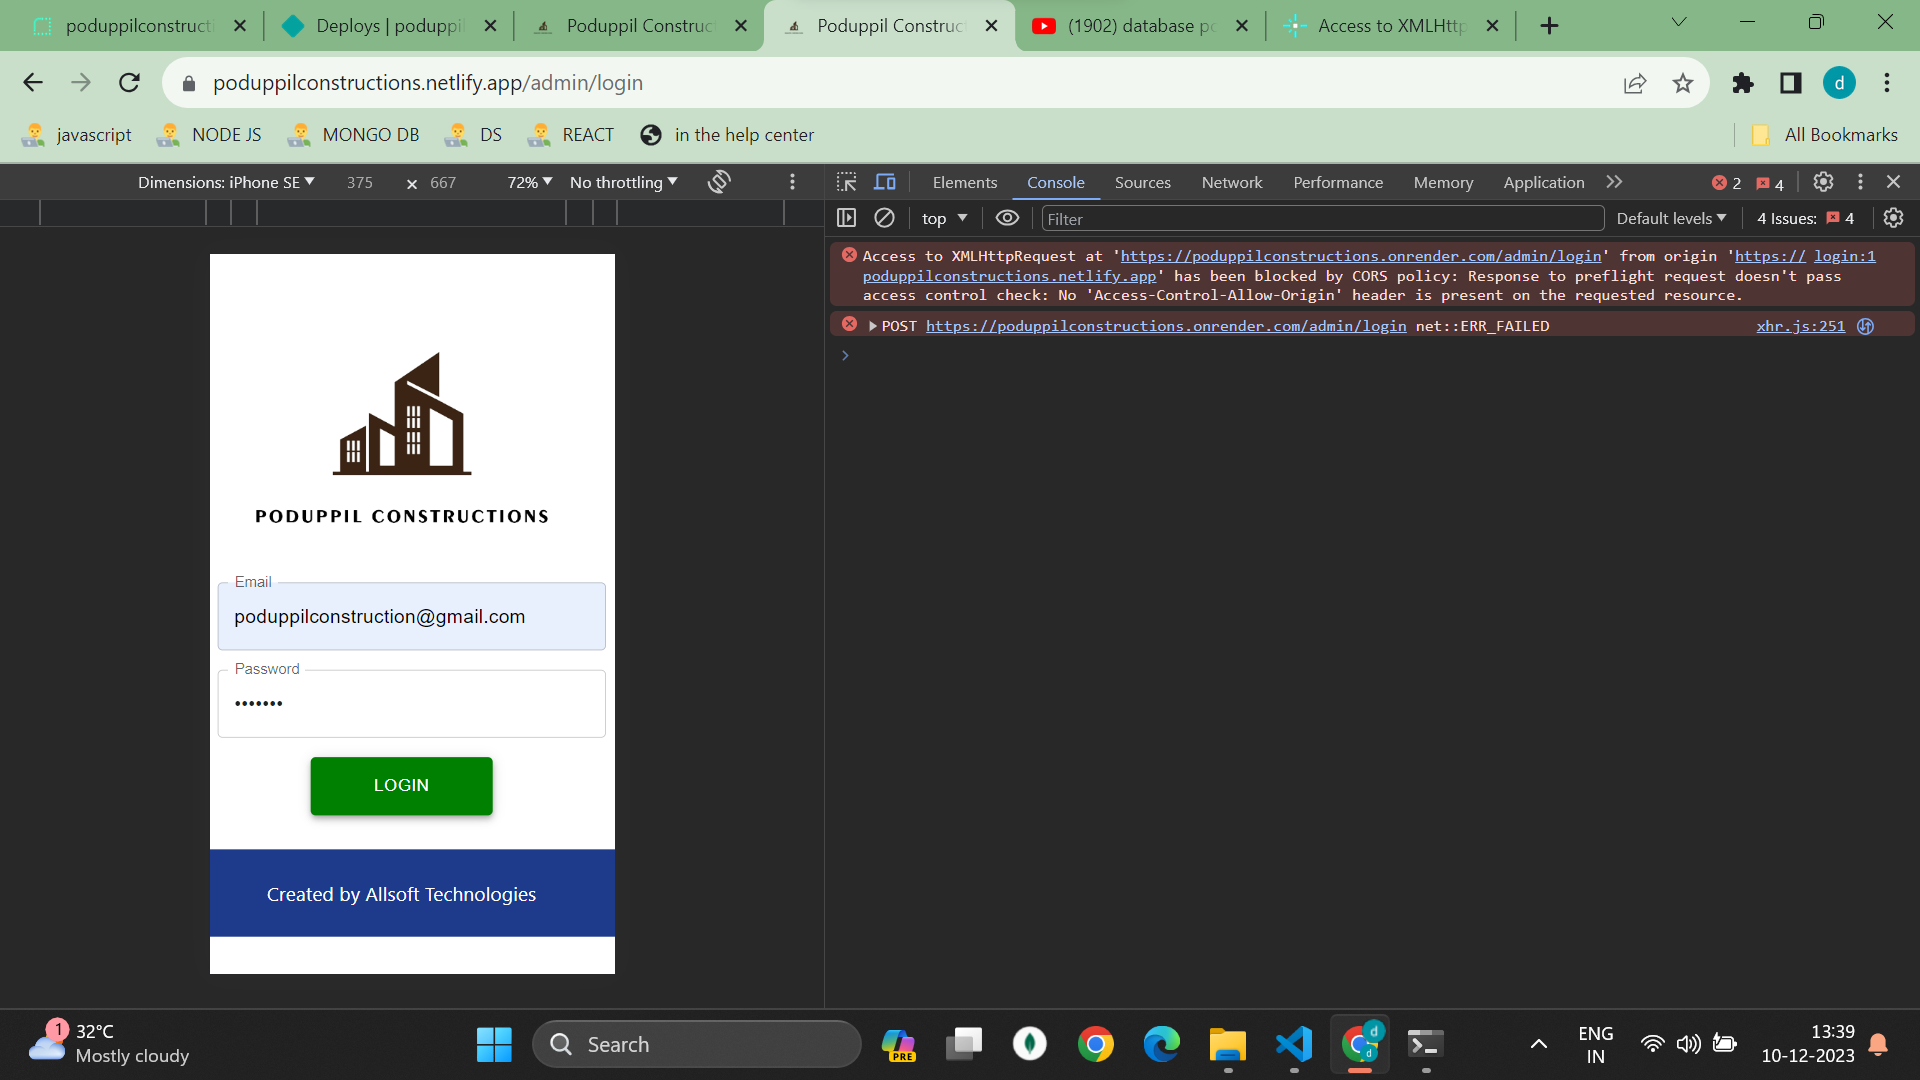 poduppilconstructi
Deploys | poduppil
Poduppil Construct
Poduppil Construct
(1902) database po
Access to XMLHttp
poduppilconstructions.netlify.app/admin/login
d
javascript
NODE JS
MONGO DB
DS
REACT
in the help center
All Bookmarks
Dimensions: iPhone SE
375
×
667
72%
No throttling
Elements
Console
Sources
Network
Performance
Memory
Application
2
4
top
Filter
Default levels
4 Issues:
4
Access to XMLHttpRequest at 'https://poduppilconstructions.onrender.com/admin/login' from origin 'https:// login:1
poduppilconstructions.netlify.app' has been blocked by CORS policy: Response to preflight request doesn't pass
access control check: No 'Access-Control-Allow-Origin' header is present on the requested resource.
POST https://poduppilconstructions.onrender.com/admin/login net::ERR_FAILED
xhr.js:251
PODUPPIL CONSTRUCTIONS
Email
poduppilconstruction@gmail.com
Password
•••••••
LOGIN
Created by Allsoft Technologies
1
32°C
Mostly cloudy
Search
PRE
d
d
ENG
IN
13:39
10-12-2023